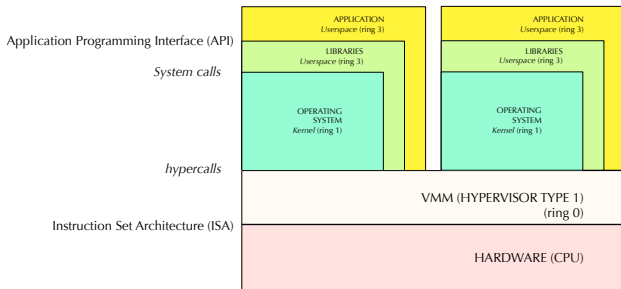 APPLICATION
Userspace (ring 3)
APPLICATION
Userspace (ring 3)
Application Programming Interface (API)
LIBRARIES
Userspace (ring 3)
LIBRARIES
Userspace (ring 3)
System calls
OPERATING
SYSTEM
Kernel (ring 1)
OPERATING
SYSTEM
Kernel (ring 1)
hypercalls
VMM (HYPERVISOR TYPE 1)
(ring 0)
Instruction Set Architecture (ISA)
HARDWARE (CPU)